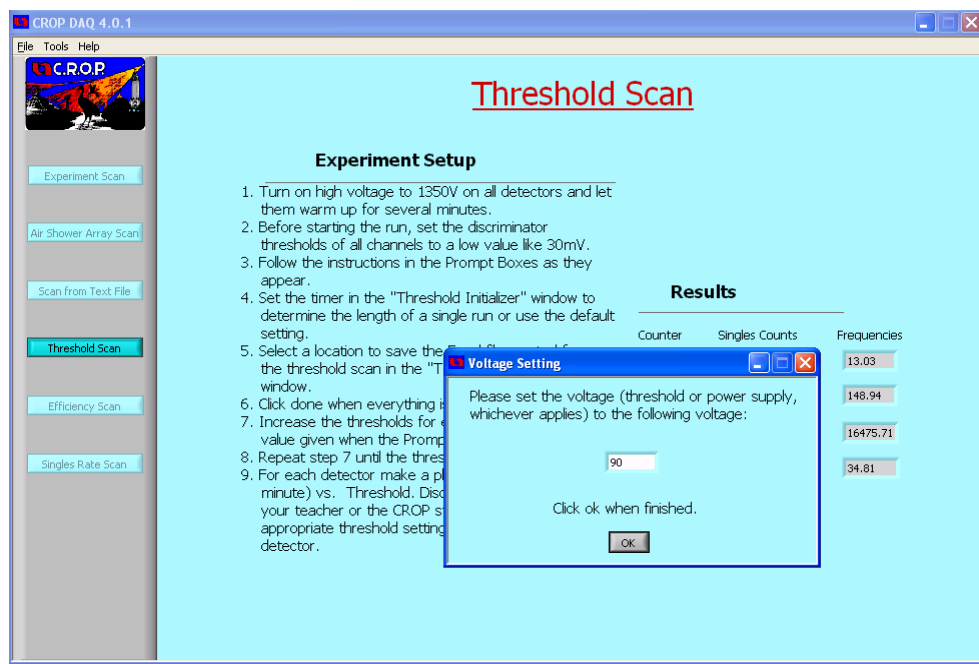 CROP DAQ 4.0.1
File Tools Help
C.R.O.P.
Threshold Scan
Experiment Scan
Air Shower Array Scan
Scan from Text File
Threshold Scan
Efficiency Scan
Singles Rate Scan
Experiment Setup
1. Turn on high voltage to 1350V on all detectors and let
them warm up for several minutes.
2. Before starting the run, set the discriminator
thresholds of all channels to a low value like 30mV.
3. Follow the instructions in the Prompt Boxes as they
appear.
4. Set the timer in the "Threshold Initializer" window to
determine the length of a single run or use the default
setting.
5. Select a location to save the
the threshold scan in the "T
window.
6. Click done when everything i
7. Increase the thresholds for
value given when the Promp
8. Repeat step 7 until the thres
9. For each detector make a pl
minute) vs. Threshold. Disc
your teacher or the CROP s
appropriate threshold setting
detector.
Results
Counter Singles Counts Frequencies
13.03
148.94
16475.71
34.81
Voltage Setting
Please set the voltage (threshold or power supply,
whichever applies) to the following voltage:
90
Click ok when finished.
OK